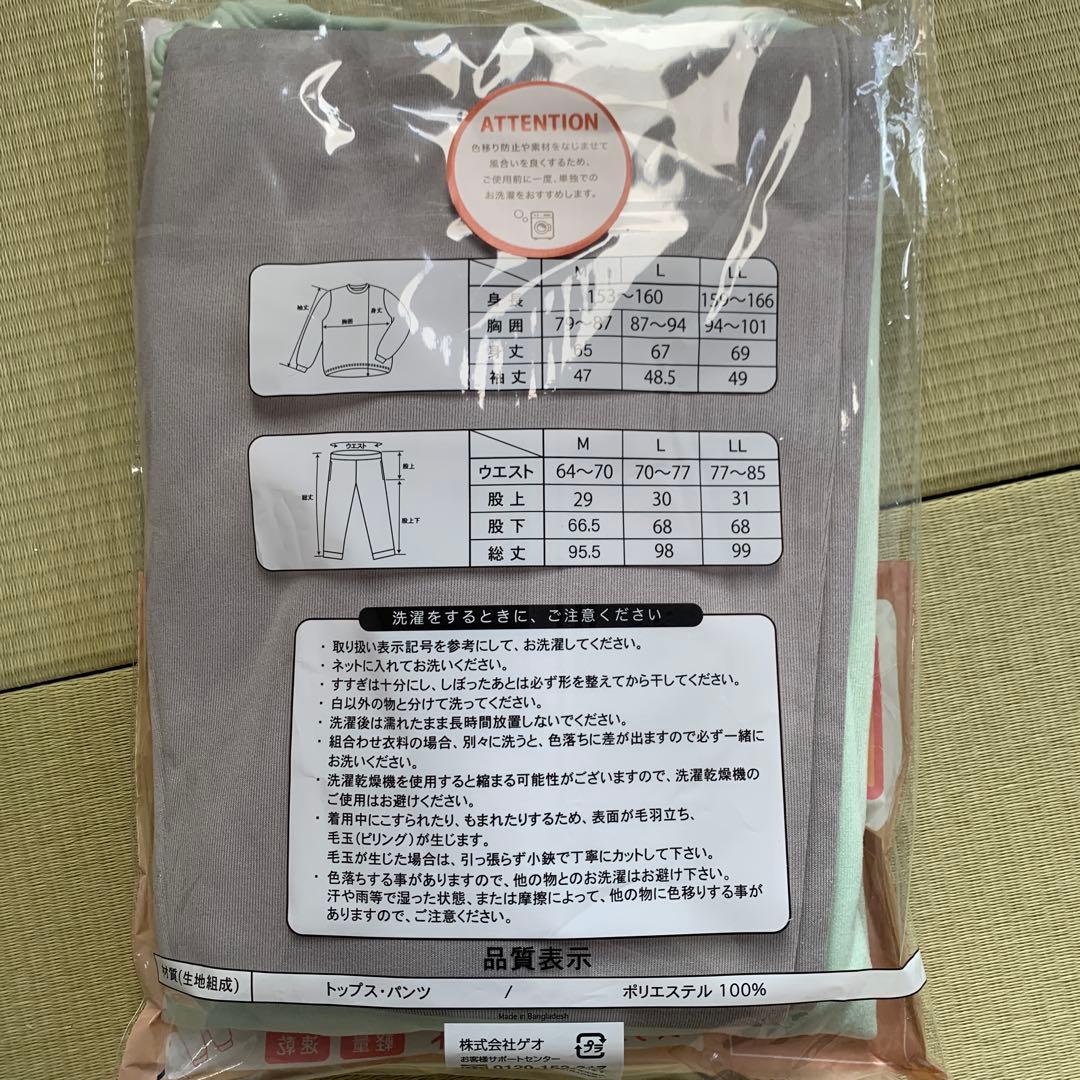 ATTENTION
色移り防止や素材をなじませて
風合いを良くするため、
ご使用前に一度、単独での
お洗濯をおすすめします。
袖丈
胸囲
身丈
M L LL
身長 153～160 159～166
胸囲 79～87 87～94 94～101
身丈 65 67 69
袖丈 47 48.5 49
ウエスト
股上
総丈
股上下
M L LL
ウエスト 64～70 70～77 77～85
股上 29 30 31
股下 66.5 68 68
総丈 95.5 98 99
洗濯をするときに、ご注意ください
・取り扱い表示記号を参考にして、お洗濯してください。
・ネットに入れてお洗いください。
・すすぎは十分にし、しぼったあとは必ず形を整えてから干してください。
・白以外の物と分けて洗ってください。
・洗濯後は濡れたまま長時間放置しないでください。
・組合わせ衣料の場合、別々に洗うと、色落ちに差が出ますので必ず一緒に
お洗いください。
・洗濯乾燥機を使用すると縮まる可能性がございますので、洗濯乾燥機の
ご使用はお避けください。
・着用中にこすられたり、もまれたりするため、表面が毛羽立ち、
毛玉(ピリング)が生じます。
毛玉が生じた場合は、引っ張らず小鋏で丁寧にカットして下さい。
・色落ちする事がありますので、他の物とのお洗濯はお避け下さい。
汗や雨等で湿った状態、または摩擦によって、他の物に色移りする事が
ありますので、ご注意ください。
品質表示
材質(生地組成) トップス・パンツ / ポリエステル 100%
Made in Bangladesh
速乾 軽量
株式会社ゲオ
プラ
お客様サポートセンター